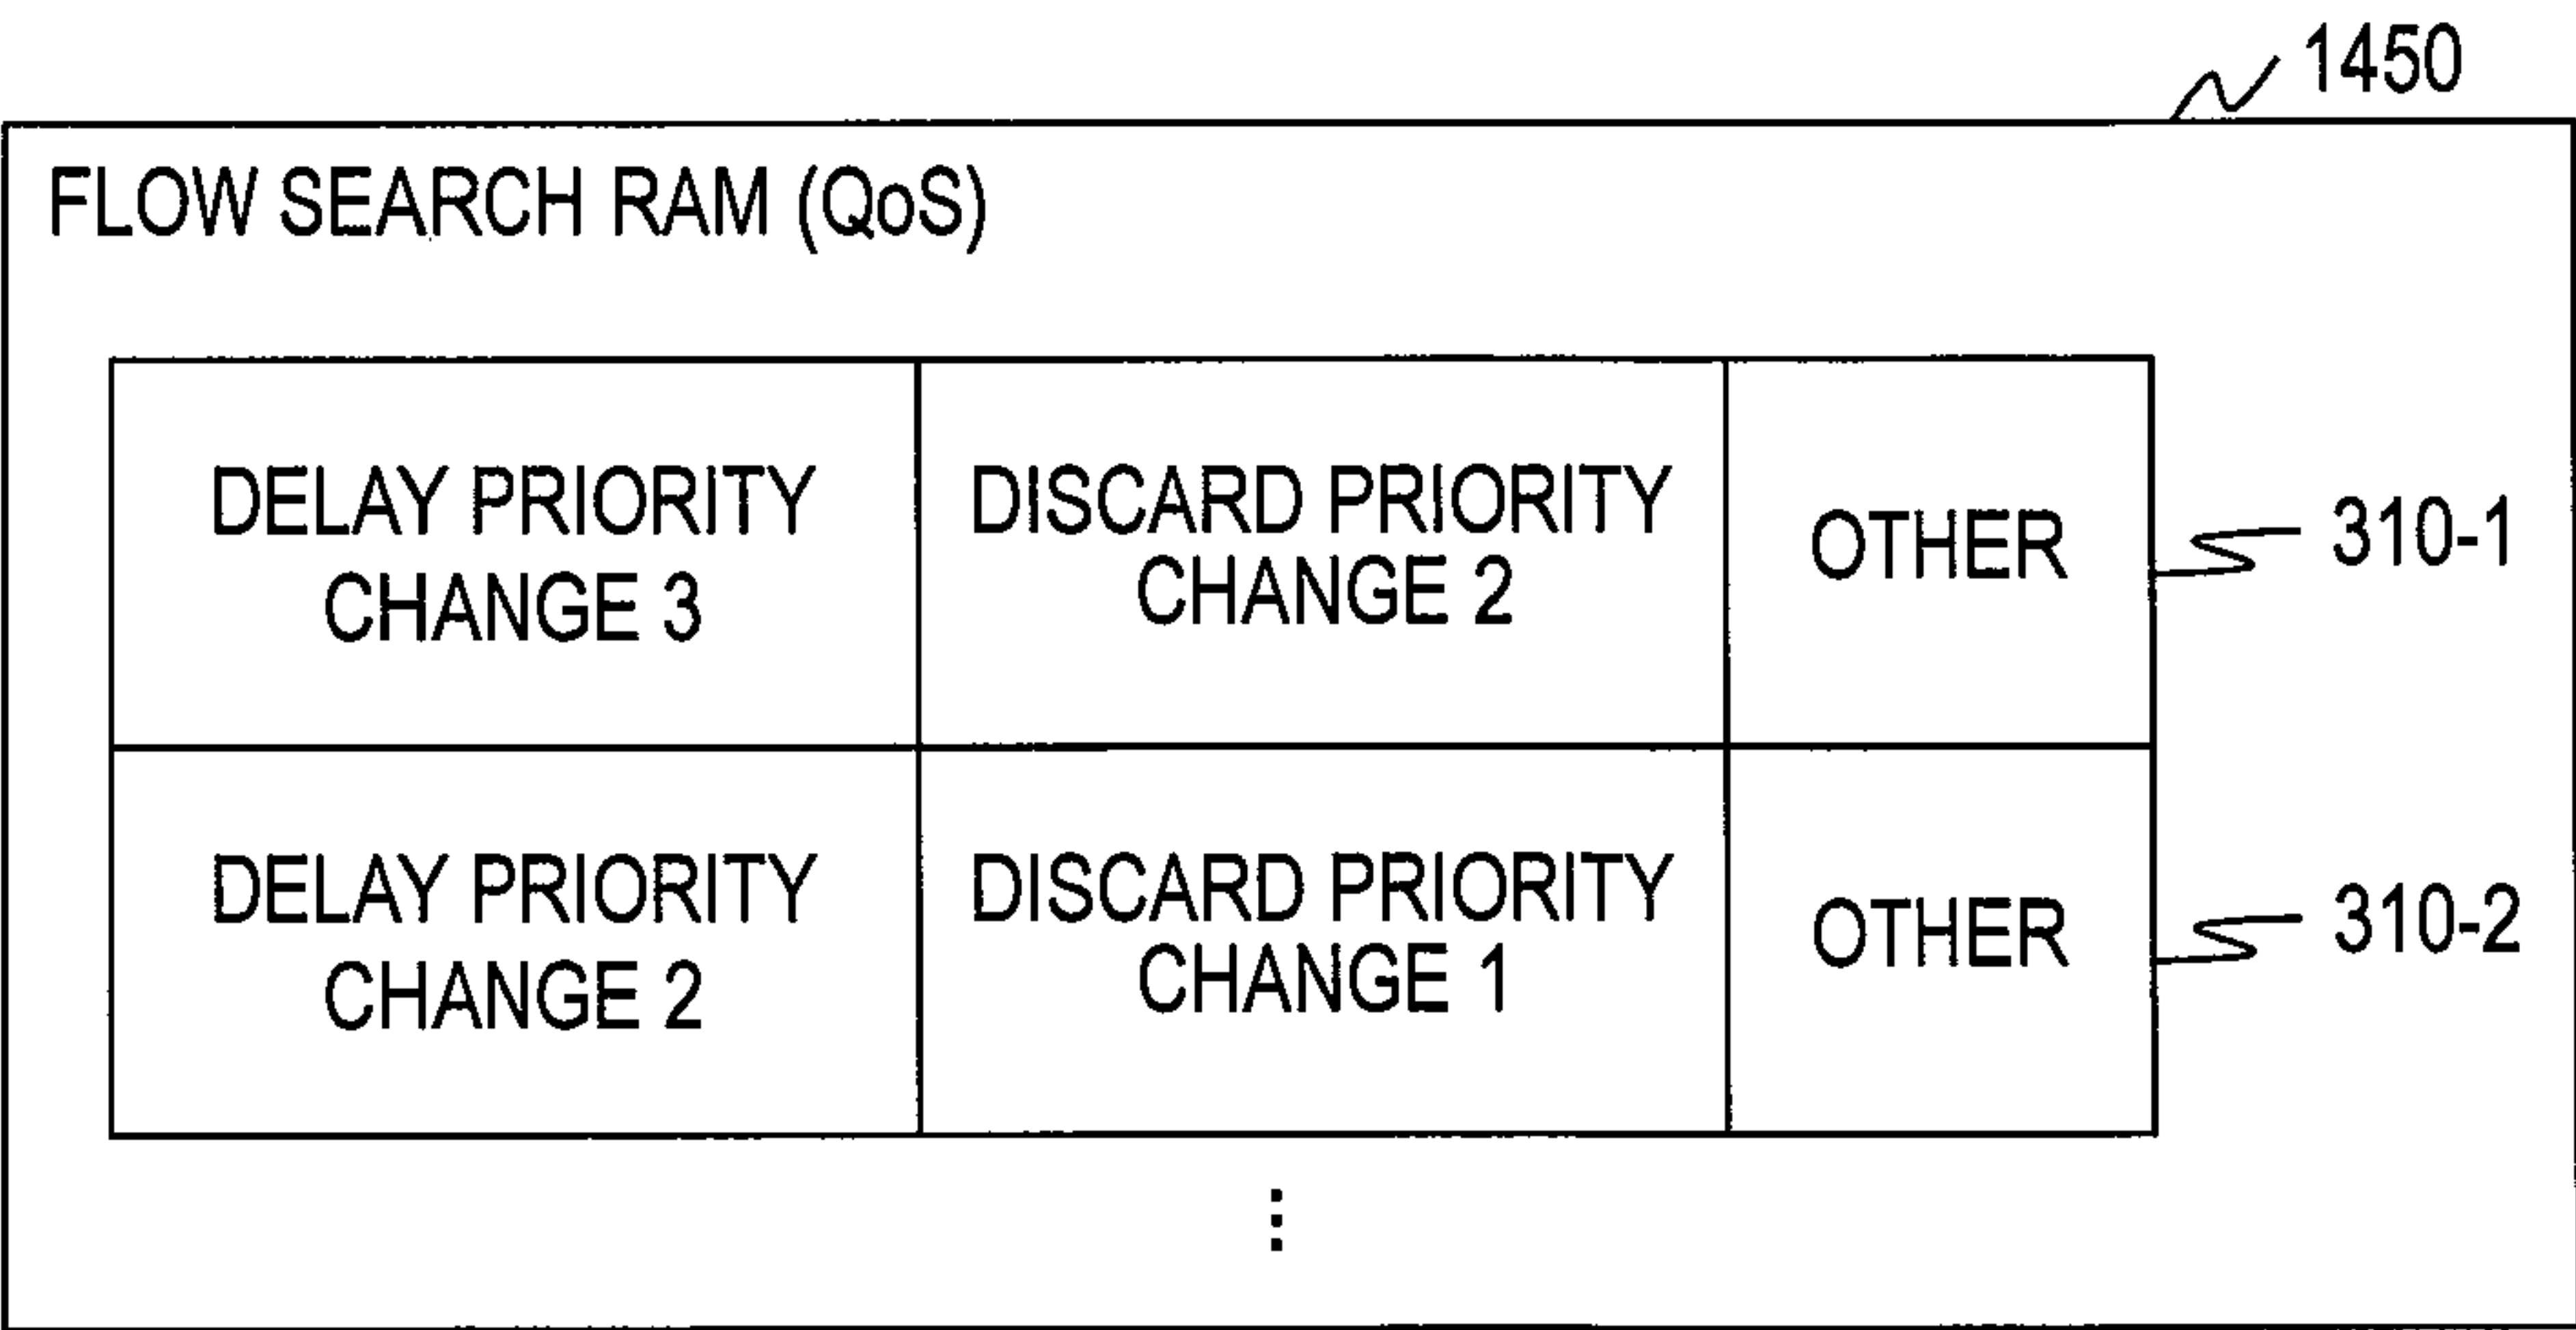 1450
FLOW SEARCH RAM (QoS)
DELAY PRIORITY
CHANGE 3
DISCARD PRIORITY
CHANGE 2
OTHER
310-1
DELAY PRIORITY
CHANGE 2
DISCARD PRIORITY
CHANGE 1
OTHER
310-2